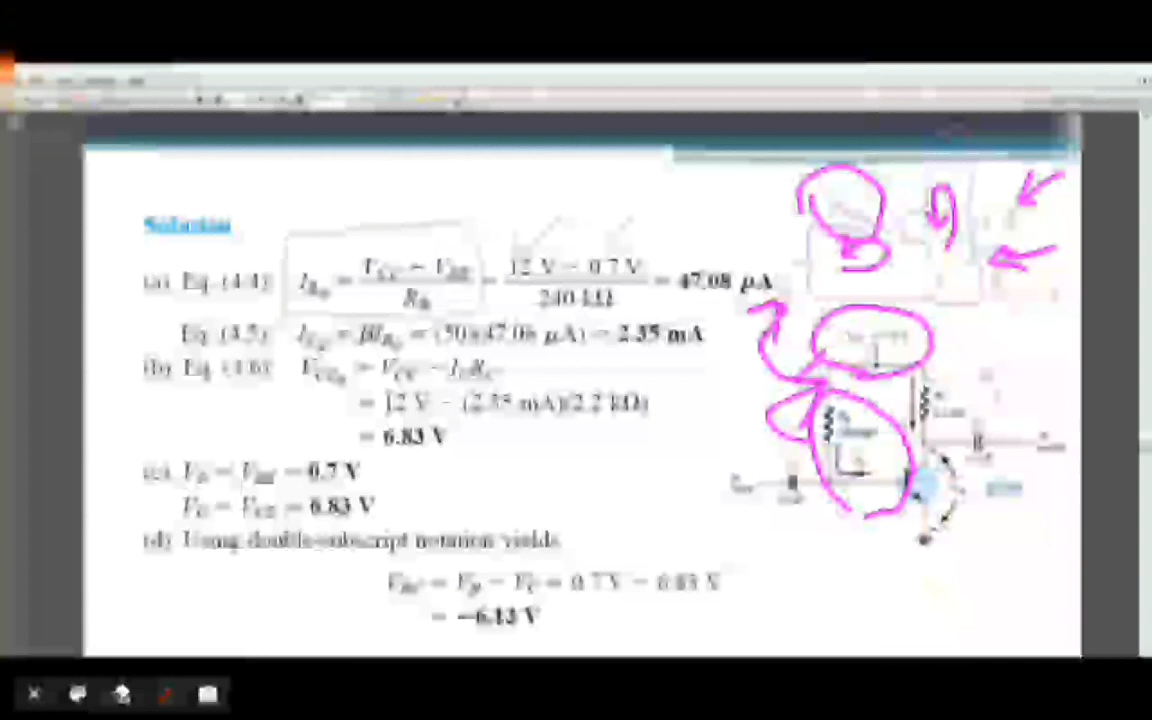 Solution
(a) Eq. (4.4): I_BQ = (V_CC − V_BE) / R_B = (12 V − 0.7 V) / 240 kΩ = 47.08 μA
Eq. (4.5): I_CQ = βI_BQ = (50)(47.08 μA) = 2.35 mA
(b) Eq. (4.6): V_CEQ = V_CC − I_C R_C
= 12 V − (2.35 mA)(2.2 kΩ)
= 6.83 V
(c) V_B = V_BE = 0.7 V
V_C = V_CE = 6.83 V
(d) Using double-subscript notation yields
V_BC = V_B − V_C = 0.7 V − 6.83 V
= −6.13 V